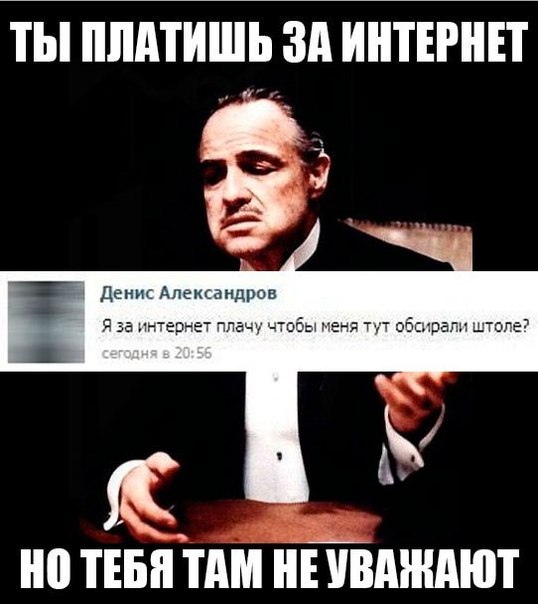 ТЫ ПЛАТИШЬ ЗА ИНТЕРНЕТ
Денис Александров
Я за интернет плачу чтобы меня тут обсирали штоле?
сегодня в 20:56
НО ТЕБЯ ТАМ НЕ УВАЖАЮТ